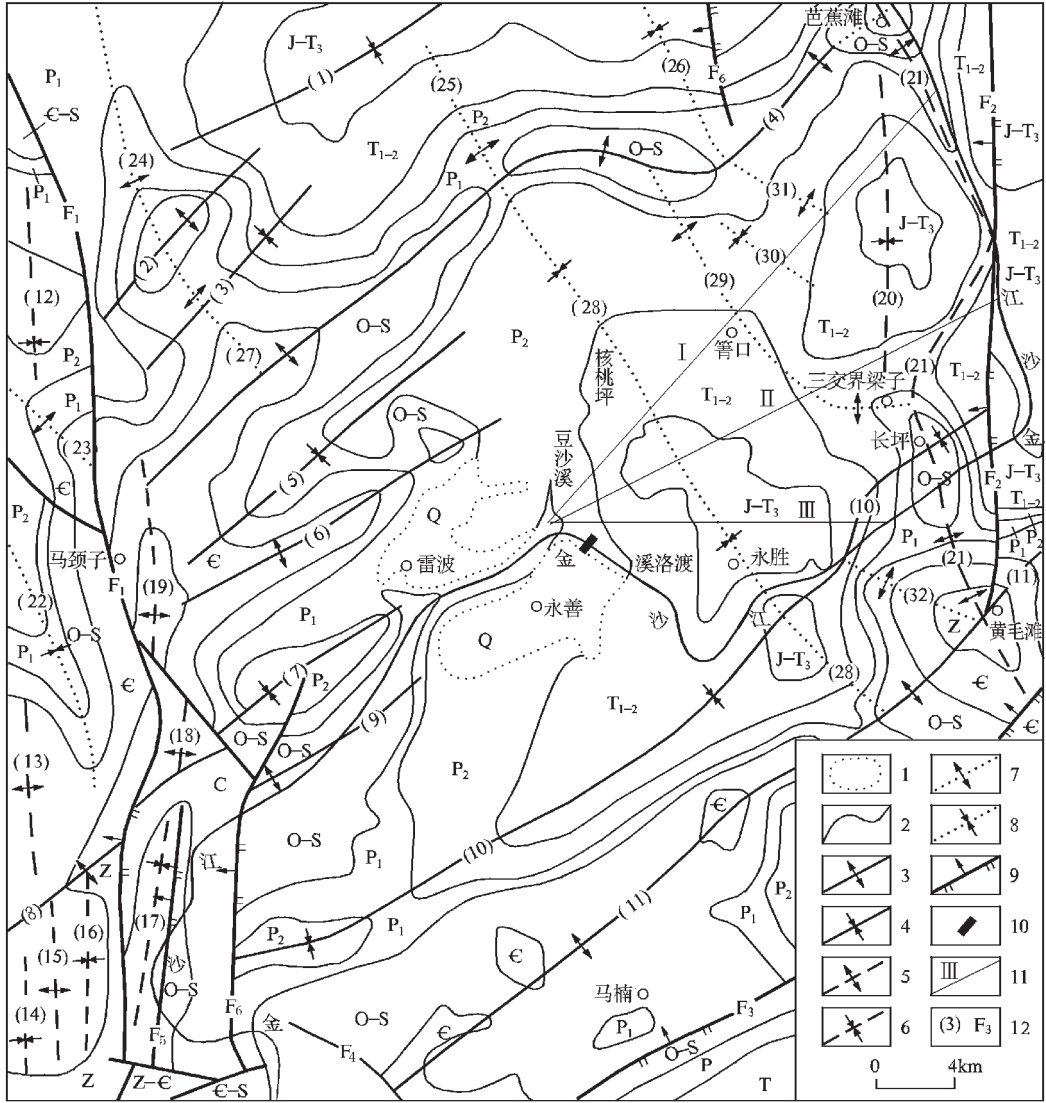 芭蕉滩
O–S
J–T₃
(1)
(25)
(26)
F₆
(21)
T₁₋₂
P₁
Є–S
F₂
J–T₃
P₂
(4)
T₁₋₂
O–S
(24)
P₁
P₁
F₁
(31)
J–T₃
T₁₋₂
(2)
(3)
(30)
J–T₃
(12)
(29)
(20)
江
(28)
O–S
T₁₋₂
P₂
P₂
(27)
核桃坪
I
箐口
(21)
T₁₋₂
沙
P₁
T₁₋₂
II
三交界梁子
O–S
(23)
长坪
金
(5)
豆沙溪
O–S
F₂
J–T₃
Є
Q
J–T₃
III
(10)
T₁₋₂
P₂
(6)
P₁
P₂
马颈子
Є
雷波
金
溪洛渡
永胜
(21)
P₁
(11)
F₁
(19)
(22)
(32)
永善
沙
江
Z
黄毛滩
P₁
O–S
P₁
Q
J–T₃
(28)
Є
Є
(7)
P₂
(9)
T₁₋₂
O–S
Є
(18)
O–S
O–S
(13)
C
P₂
1
7
Є
2
8
O–S
P₁
(10)
江
3
9
Z
(8)
P₂
(11)
P₁
P₂
P₁
4
10
(17)
(16)
沙
Є
5
III
11
(15)
O–S
马楠
(14)
F₆
P₁
F₃
6
(3) F₃
12
F₅
金
O–S
Є
O–S
F₄
P
0
4km
Z
Z–Є
Є–S
T